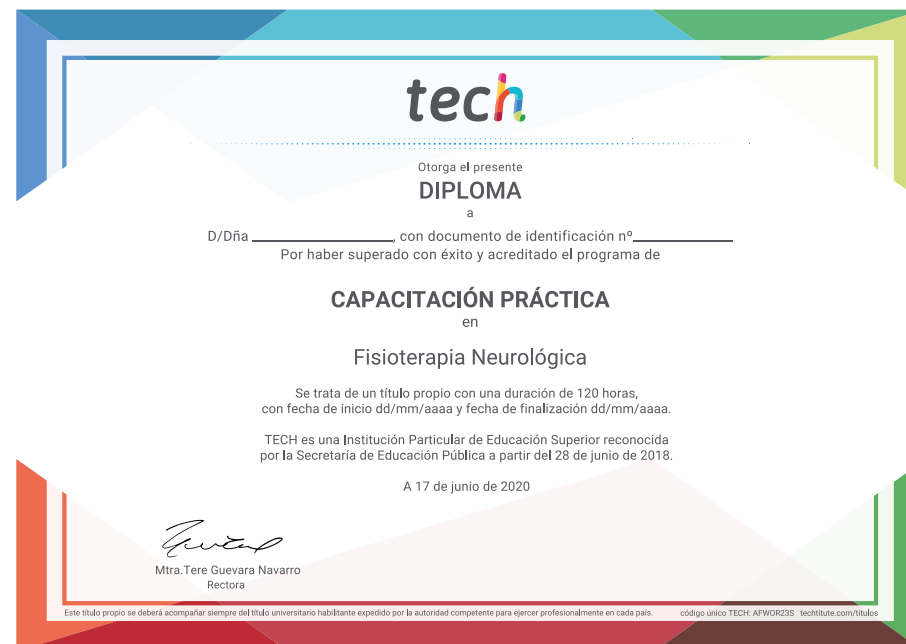 tech
Otorga el presente
DIPLOMA
a
D/Dña ________________, con documento de identificación nº____________
Por haber superado con éxito y acreditado el programa de
CAPACITACIÓN PRÁCTICA
en
Fisioterapia Neurológica
Se trata de un título propio con una duración de 120 horas,
con fecha de inicio dd/mm/aaaa y fecha de finalización dd/mm/aaaa.
TECH es una Institución Particular de Educación Superior reconocida
por la Secretaría de Educación Pública a partir del 28 de junio de 2018.
A 17 de junio de 2020
Mtra.Tere Guevara Navarro
Rectora
Este título propio se deberá acompañar siempre del título universitario habilitante expedido por la autoridad competente para ejercer profesionalmente en cada país. código único TECH: AFWOR23S techtitute.com/titulos